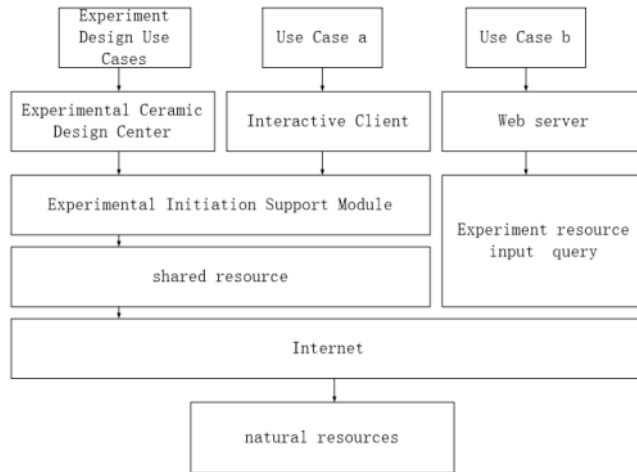 Experiment
Design Use
Cases
Use Case a
Use Case b
Experimental Ceramic
Design Center
Interactive Client
Web server
Experimental Initiation Support Module
Experiment resource
input query
shared resource
Internet
natural resources